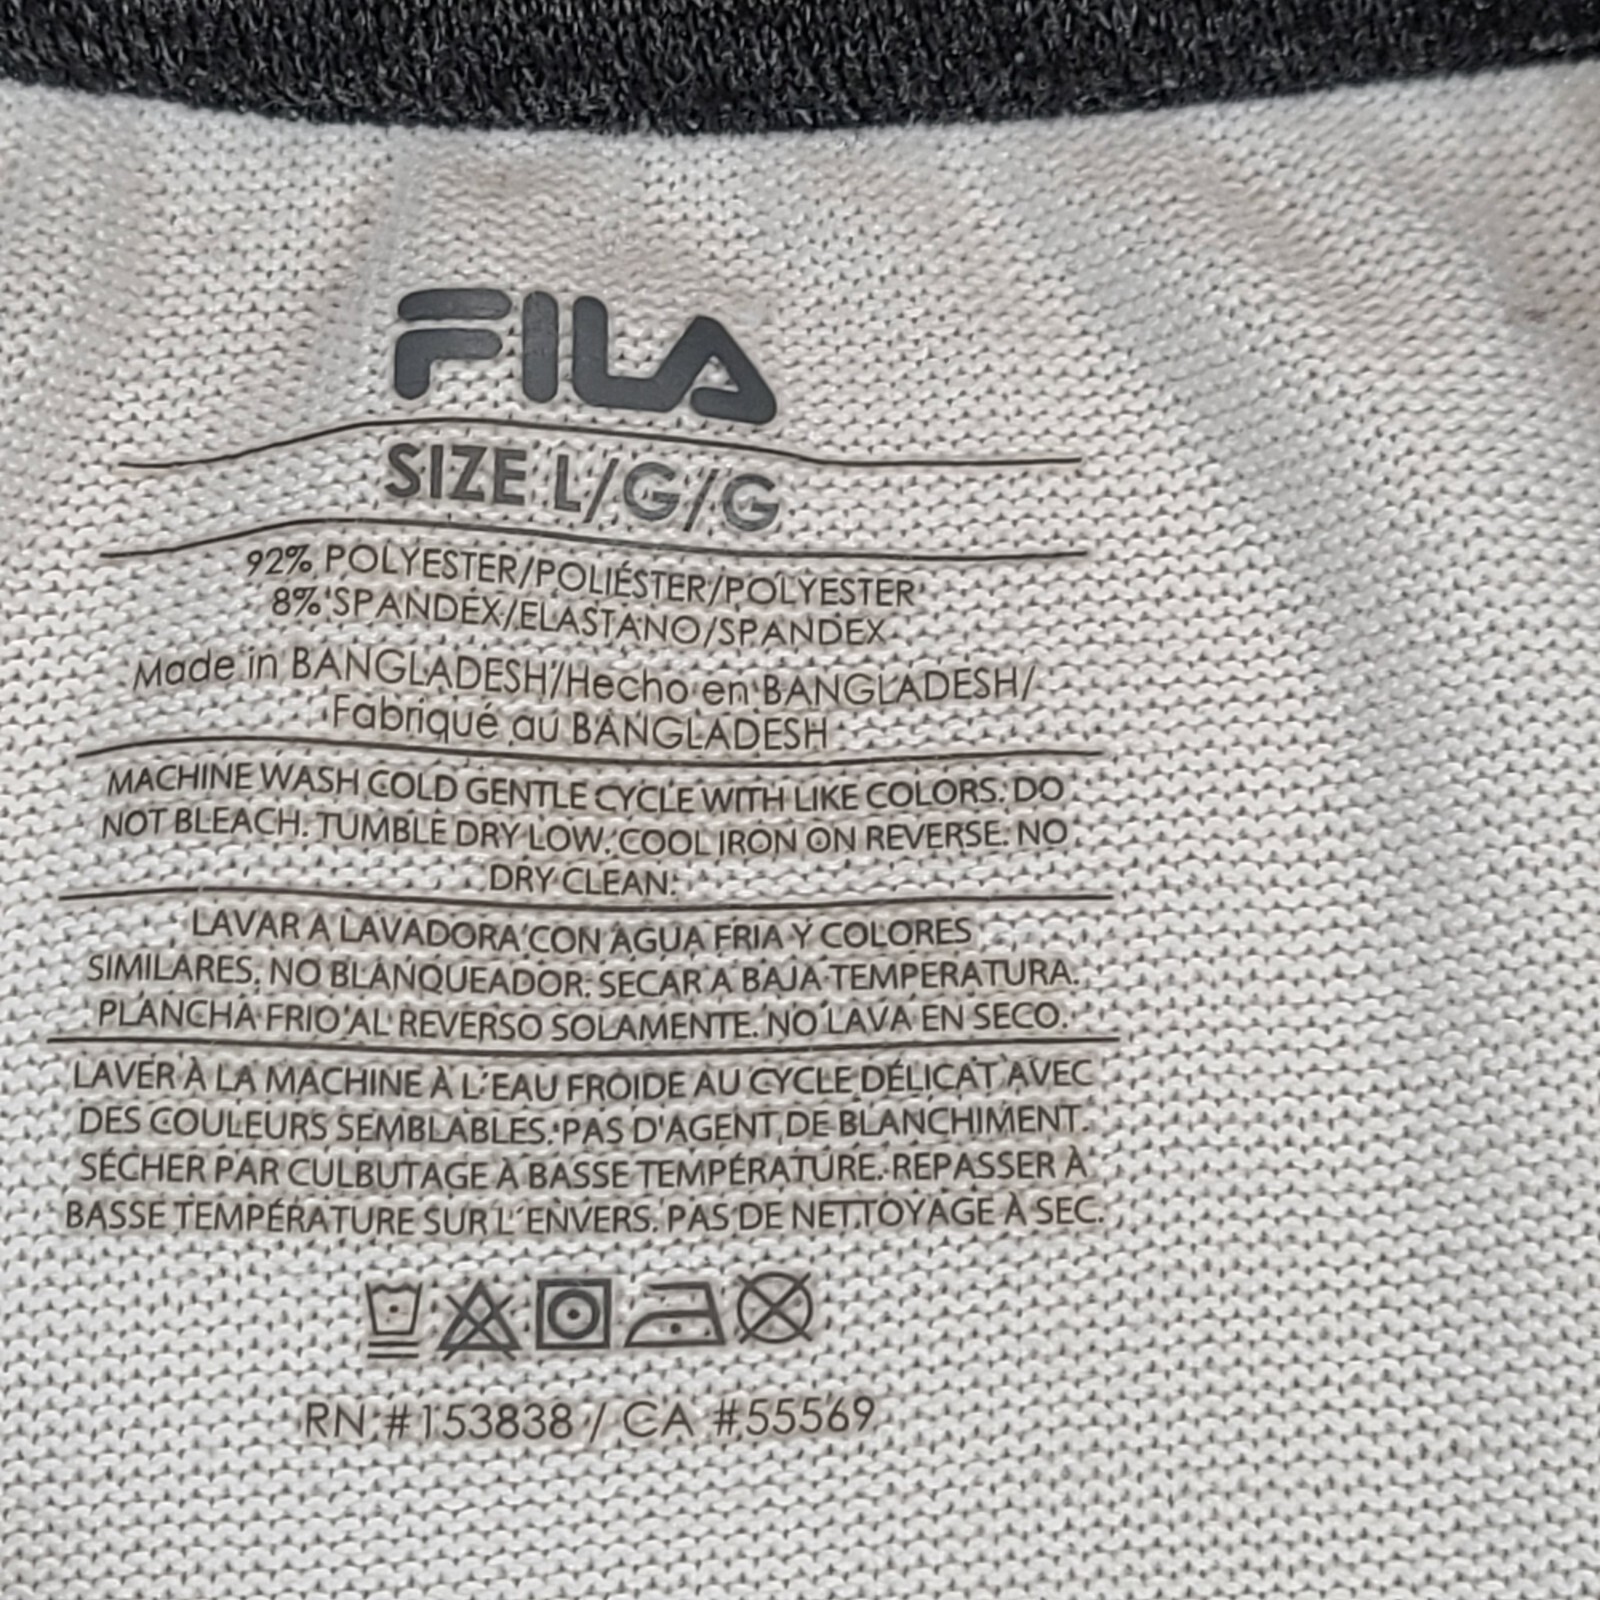 FILA
SIZE L/G/G
92% POLYESTER/POLIÉSTER/POLYESTER
8% SPANDEX/ELASTANO/SPANDEX
Made in BANGLADESH/Hecho en BANGLADESH/
Fabriqué au BANGLADESH
MACHINE WASH COLD GENTLE CYCLE WITH LIKE COLORS. DO
NOT BLEACH. TUMBLE DRY LOW. COOL IRON ON REVERSE. NO
DRY CLEAN.
LAVAR A LAVADORA CON AGUA FRIA Y COLORES
SIMILARES. NO BLANQUEADOR. SECAR A BAJA TEMPERATURA.
PLANCHA FRIO AL REVERSO SOLAMENTE. NO LAVA EN SECO.
LAVER À LA MACHINE À L'EAU FROIDE AU CYCLE DÉLICAT AVEC
DES COULEURS SEMBLABLES. PAS D'AGENT DE BLANCHIMENT.
SÉCHER PAR CULBUTAGE À BASSE TEMPÉRATURE. REPASSER À
BASSE TEMPÉRATURE SUR L'ENVERS. PAS DE NETTOYAGE À SEC.
RN #153838 / CA #55569